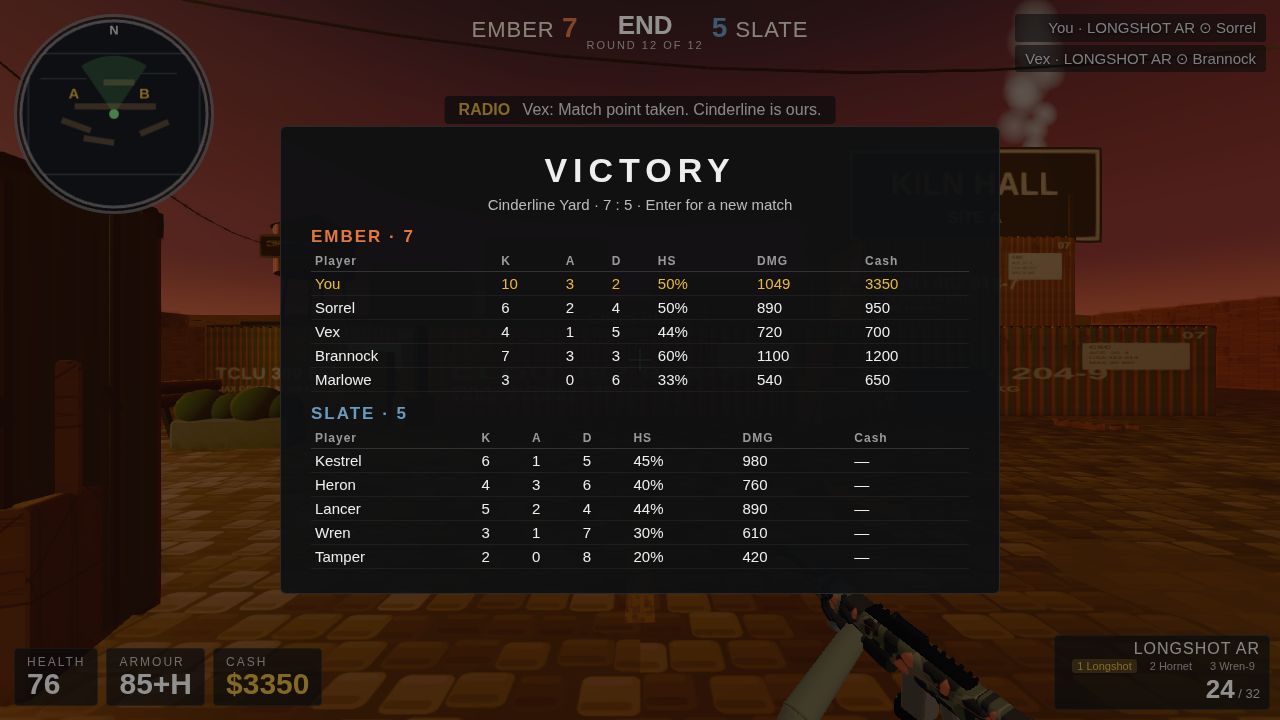 N
A B
EMBER 7 END 5 SLATE
ROUND 12 OF 12
You · LONGSHOT AR ⊙ Sorrel
Vex · LONGSHOT AR ⊙ Brannock
RADIO Vex: Match point taken. Cinderline is ours.
KILN HALL
SITE A
VICTORY
Cinderline Yard · 7 : 5 · Enter for a new match
EMBER · 7
Player K A D HS DMG Cash
You 10 3 2 50% 1049 3350
Sorrel 6 2 4 50% 890 950
Vex 4 1 5 44% 720 700
Brannock 7 3 3 60% 1100 1200
Marlowe 3 0 6 33% 540 650
SLATE · 5
Player K A D HS DMG Cash
Kestrel 6 1 5 45% 980 —
Heron 4 3 6 40% 760 —
Lancer 5 2 4 44% 890 —
Wren 3 1 7 30% 610 —
Tamper 2 0 8 20% 420 —
07
07
TCLU
204-9
HEALTH
76
ARMOUR
85+H
CASH
$3350
LONGSHOT AR
1 Longshot 2 Hornet 3 Wren-9
24 / 32